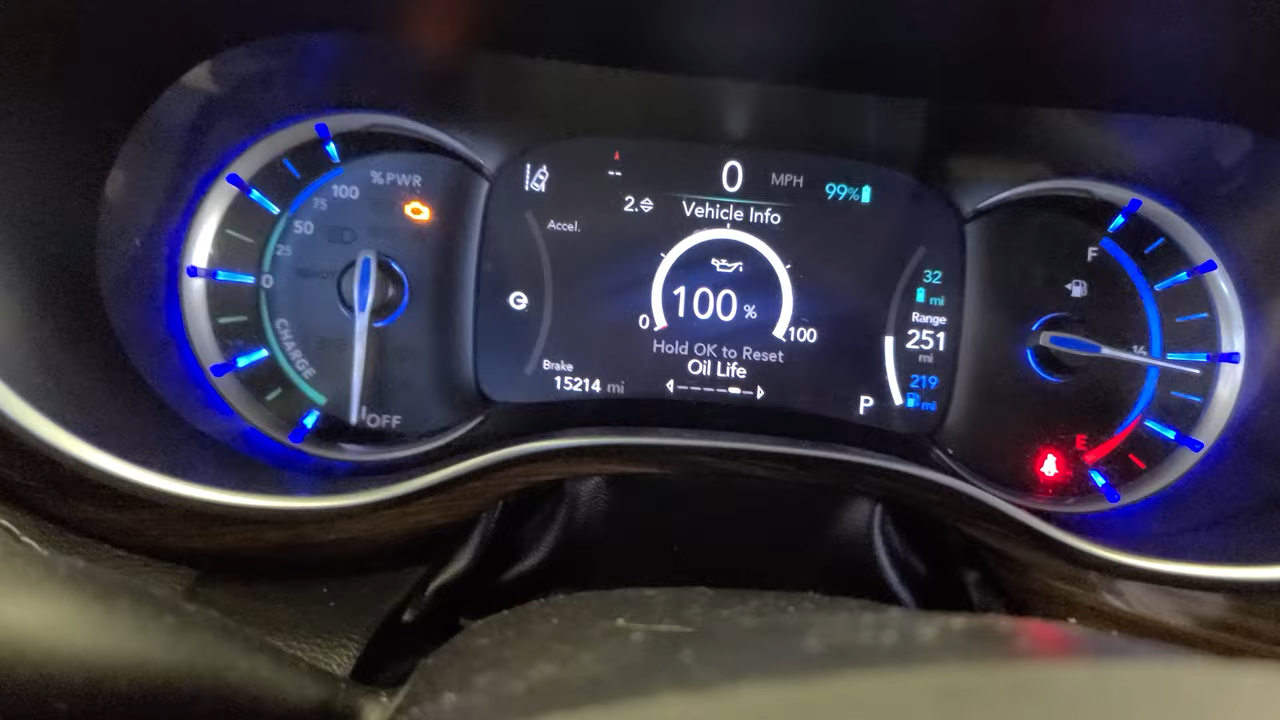 %PWR
100
75
50
25
0
CHARGE
OFF
--
0 MPH
99%
2.
Vehicle Info
Accel.
100 %
0
100
Hold OK to Reset
Oil Life
Brake
15214 mi
32
mi
Range
251
mi
219
mi
P
F
E